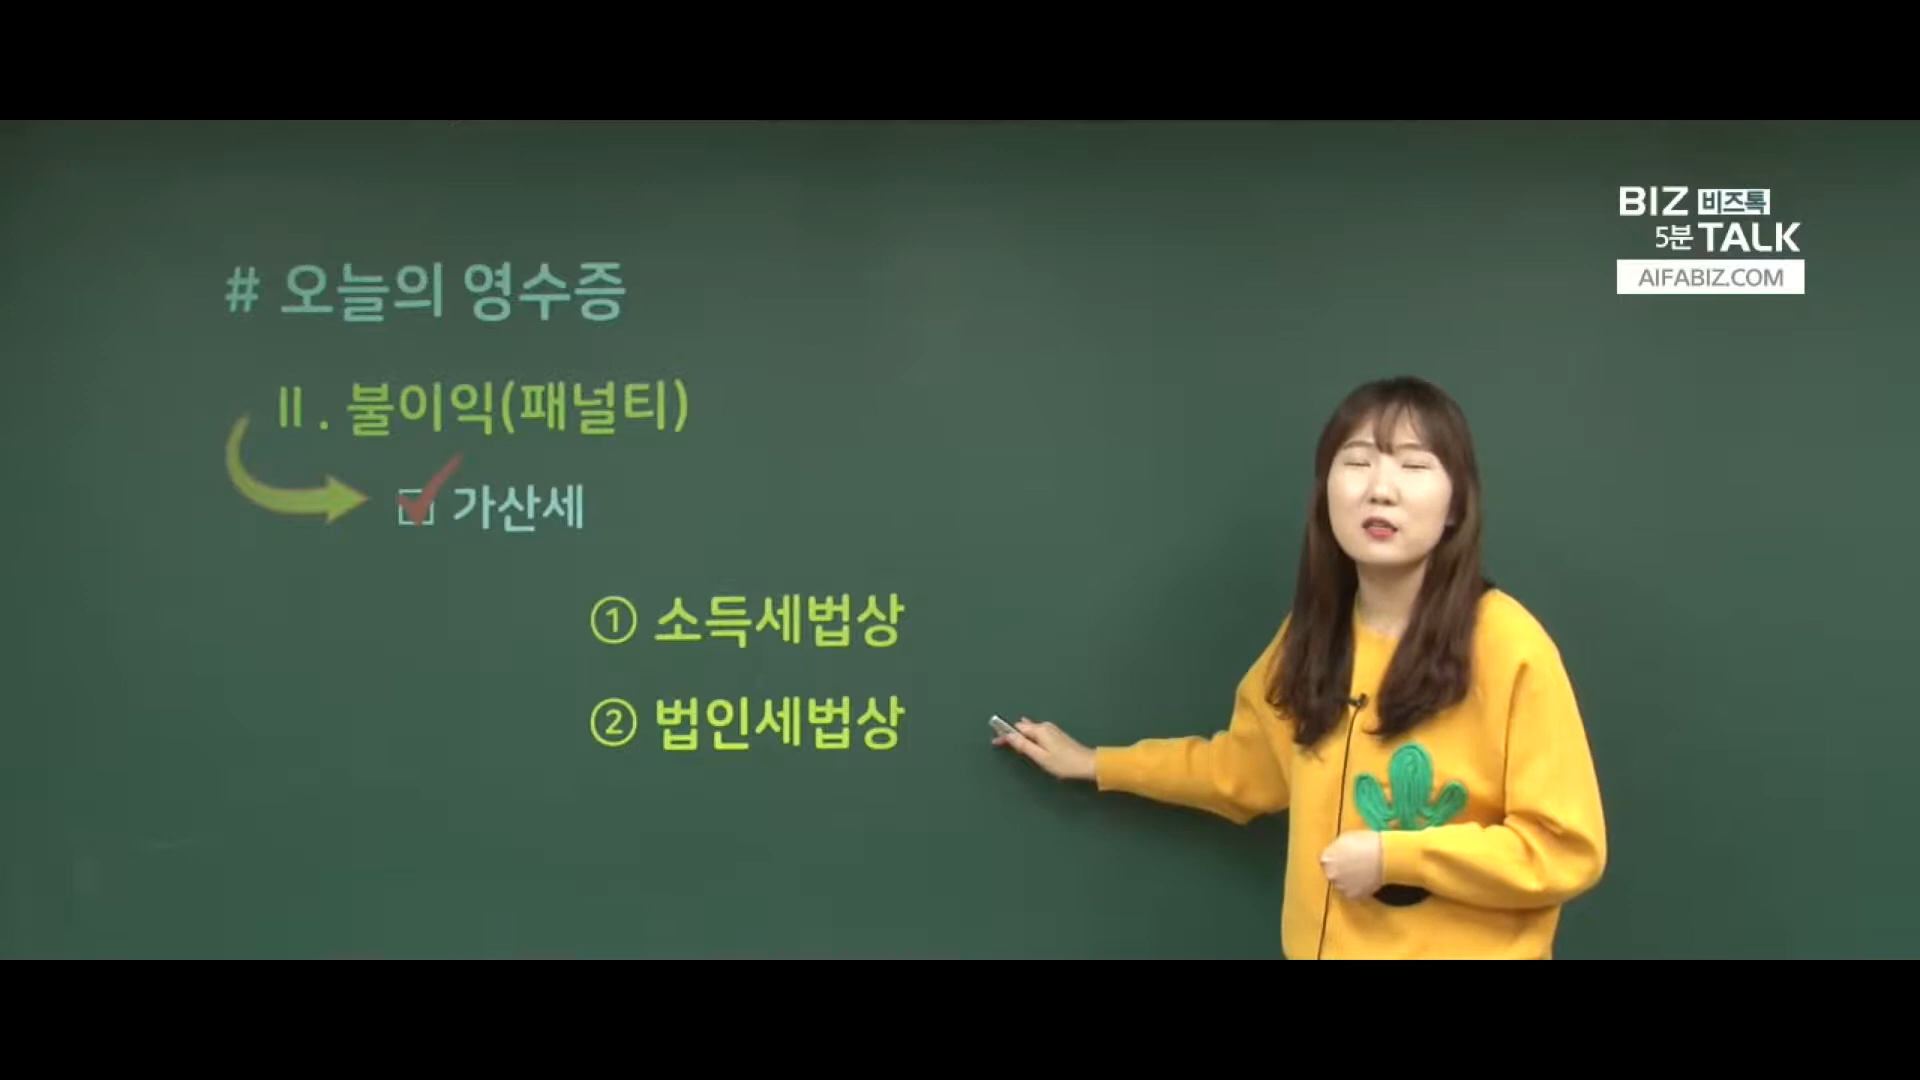 # 오늘의 영수증
Ⅱ. 불이익(패널티)
가산세
① 소득세법상
② 법인세법상
BIZ 비즈톡
5분 TALK
AIFABIZ.COM